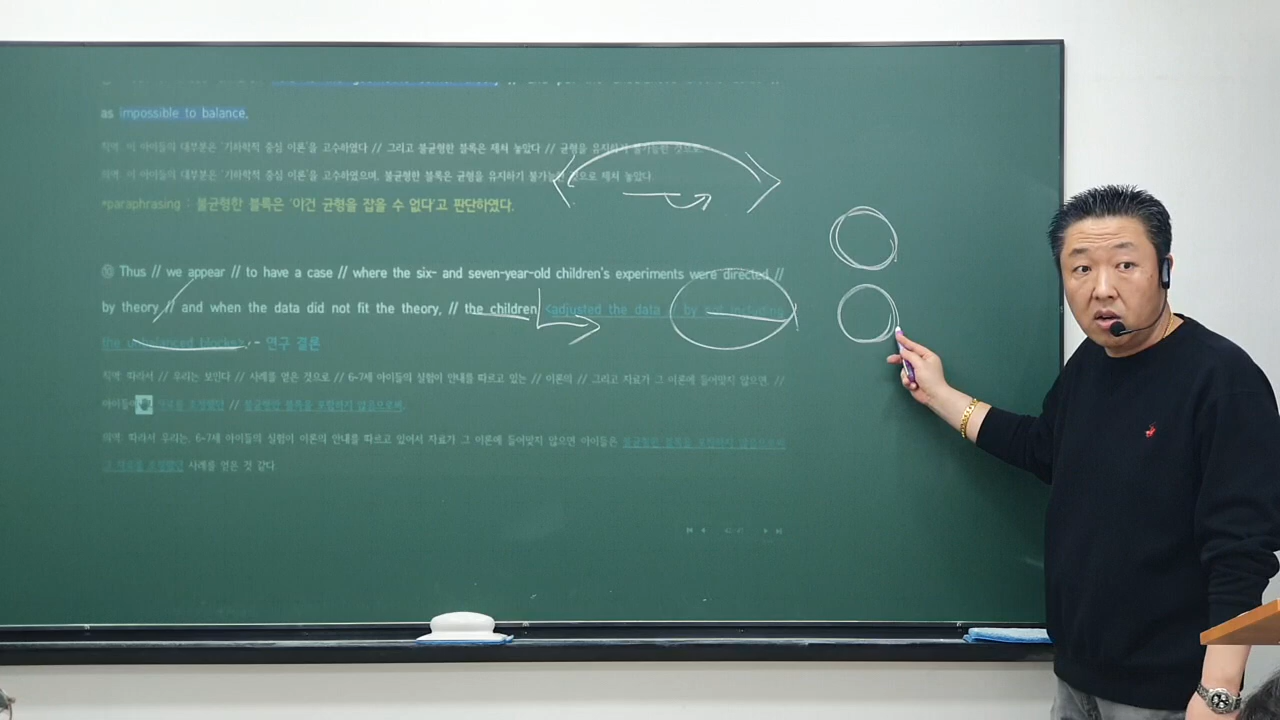 as impossible to balance.
직역: 이 아이들의 대부분은 '기하학적 중심 이론'을 고수하였다 // 그리고 불균형한 블록은 제쳐 놓았다 // 균형을 유지하기 불가능한 것으로
의역: 이 아이들의 대부분은 '기하학적 중심 이론'을 고수하였으며, 불균형한 블록은 균형을 유지하기 불가능한 것으로 제쳐 놓았다.
*paraphrasing : 불균형한 블록은 '이건 균형을 잡을 수 없다'고 판단하였다.
⑩ Thus // we appear // to have a case // where the six- and seven-year-old children's experiments were directed //
by theory // and when the data did not fit the theory, // the children <adjusted the data // by not including
the unbalanced blocks>. - 연구 결론
직역: 따라서 // 우리는 보인다 // 사례를 얻은 것으로 // 6-7세 아이들의 실험이 안내를 따르고 있는 // 이론의 // 그리고 자료가 그 이론에 들어맞지 않으면 //
아이들이 자료를 조정했던 // 불균형한 블록을 포함하지 않음으로써.
의역: 따라서 우리는, 6-7세 아이들의 실험이 이론의 안내를 따르고 있어서 자료가 그 이론에 들어맞지 않으면 아이들은 불균형한 블록을 포함하지 않음으로써
그 자료를 조정했던 사례를 얻은 것 같다.